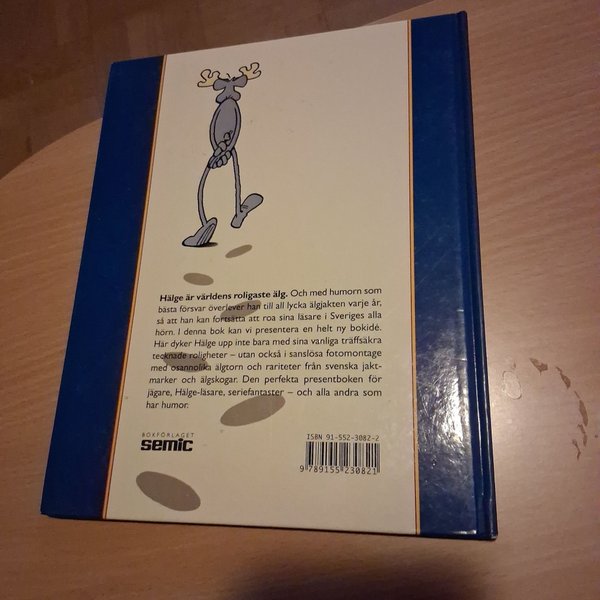 Hälge är världens roligaste älg. Och med humorn som
bästa försvar överlever han till all lycka älgjakten varje år,
så att han kan fortsätta att roa sina läsare i Sveriges alla
hörn. I denna bok kan vi presentera en helt ny bokidé.
Här dyker Hälge upp inte bara med sina vanliga träffsäkra
tecknade roligheter – utan också i sanslösa fotomontage
med osannolika älgtorn och rariteter från svenska jakt-
marker och älgskogar. Den perfekta presentboken för
jägare, Hälge-läsare, seriefantaster – och alla andra som
har humor.
BOKFÖRLAGET
semic
ISBN 91-552-3082-2
9 789155 230821